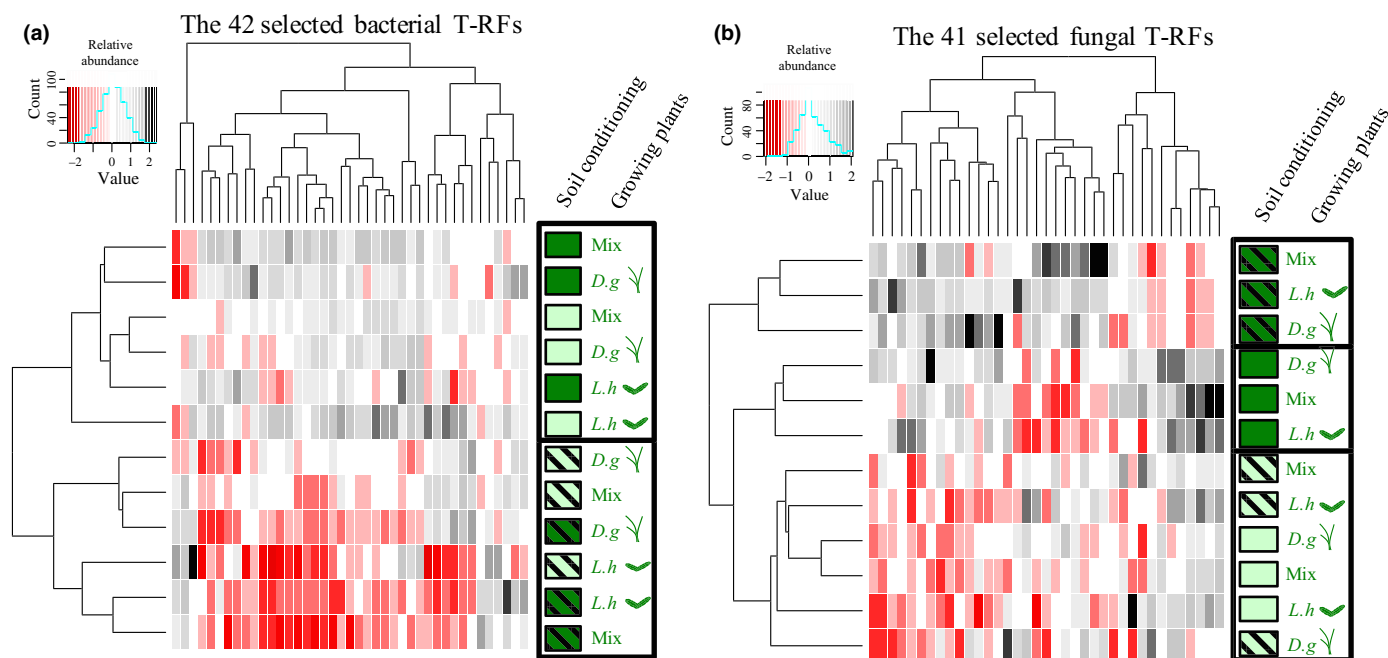 (a)
The 42 selected bacterial T-RFs
Relative
abundance
Count
0 40 100
−2 0 1 2
Value
Soil conditioning
Growing plants
Mix
D.g
Mix
D.g
L.h
L.h
D.g
Mix
D.g
L.h
L.h
Mix
(b)
The 41 selected fungal T-RFs
Relative
abundance
Count
0 40 80
−2 −1 0 1 2
Value
Soil conditioning
Growing plants
Mix
L.h
D.g
D.g
Mix
L.h
Mix
L.h
D.g
Mix
L.h
D.g